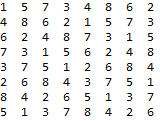 1 5 7 3 4 8 6 2
4 8 6 2 1 5 7 3
6 2 4 8 7 3 1 5
7 3 1 5 6 2 4 8
3 7 5 1 2 6 8 4
2 6 8 4 3 7 5 1
8 4 2 6 5 1 3 7
5 1 3 7 8 4 2 6